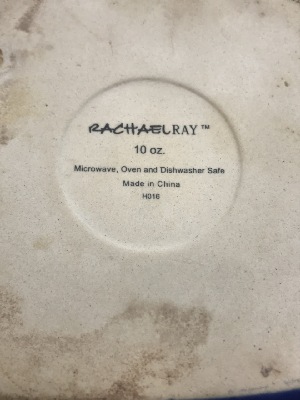 RACHAELRAY™
10 oz.
Microwave, Oven and Dishwasher Safe
Made in China
H016